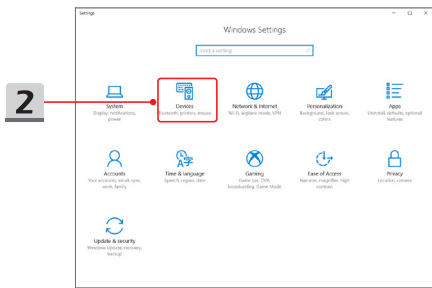 Settings
Windows Settings
Find a setting
2
System
Display, notifications,
power
Devices
Bluetooth, printers, mouse
Network & Internet
Wi-Fi, airplane mode, VPN
Personalization
Background, lock screen,
colors
Apps
Uninstall, defaults, optional
features
Accounts
Your accounts, email, sync,
work, family
Time & language
Speech, region, date
Gaming
Game bar, DVR,
broadcasting, Game Mode
Ease of Access
Narrator, magnifier, high
contrast
Privacy
Location, camera
Update & security
Windows Update, recovery,
backup